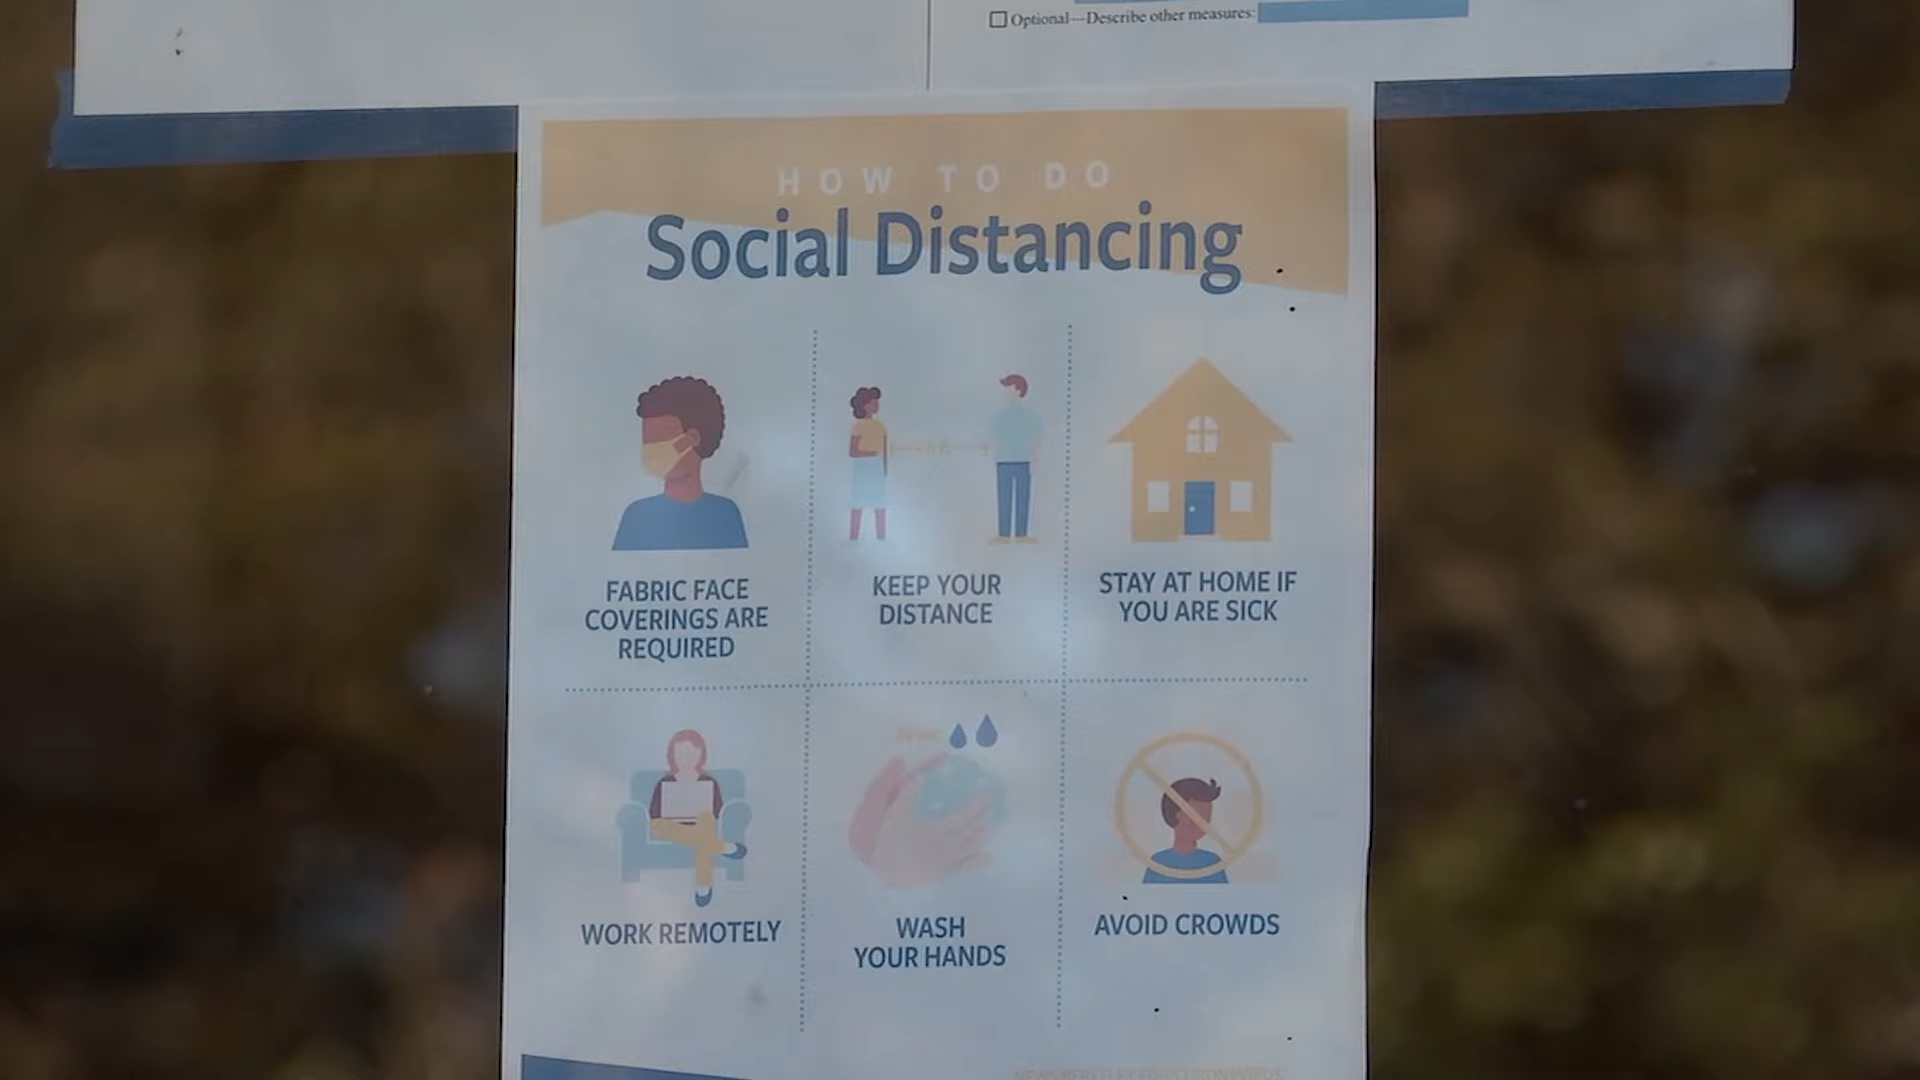 Optional—Describe other measures:
HOW TO DO
Social Distancing
FABRIC FACE
COVERINGS ARE
REQUIRED
KEEP YOUR
DISTANCE
STAY AT HOME IF
YOU ARE SICK
WORK REMOTELY
WASH
YOUR HANDS
AVOID CROWDS